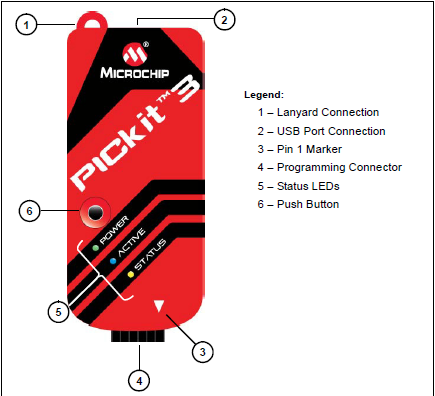 1
2
MICROCHIP
®
PICkit™ 3
Legend:
1 – Lanyard Connection
2 – USB Port Connection
3 – Pin 1 Marker
4 – Programming Connector
5 – Status LEDs
6 – Push Button
6
POWER
ACTIVE
STATUS
5
3
4